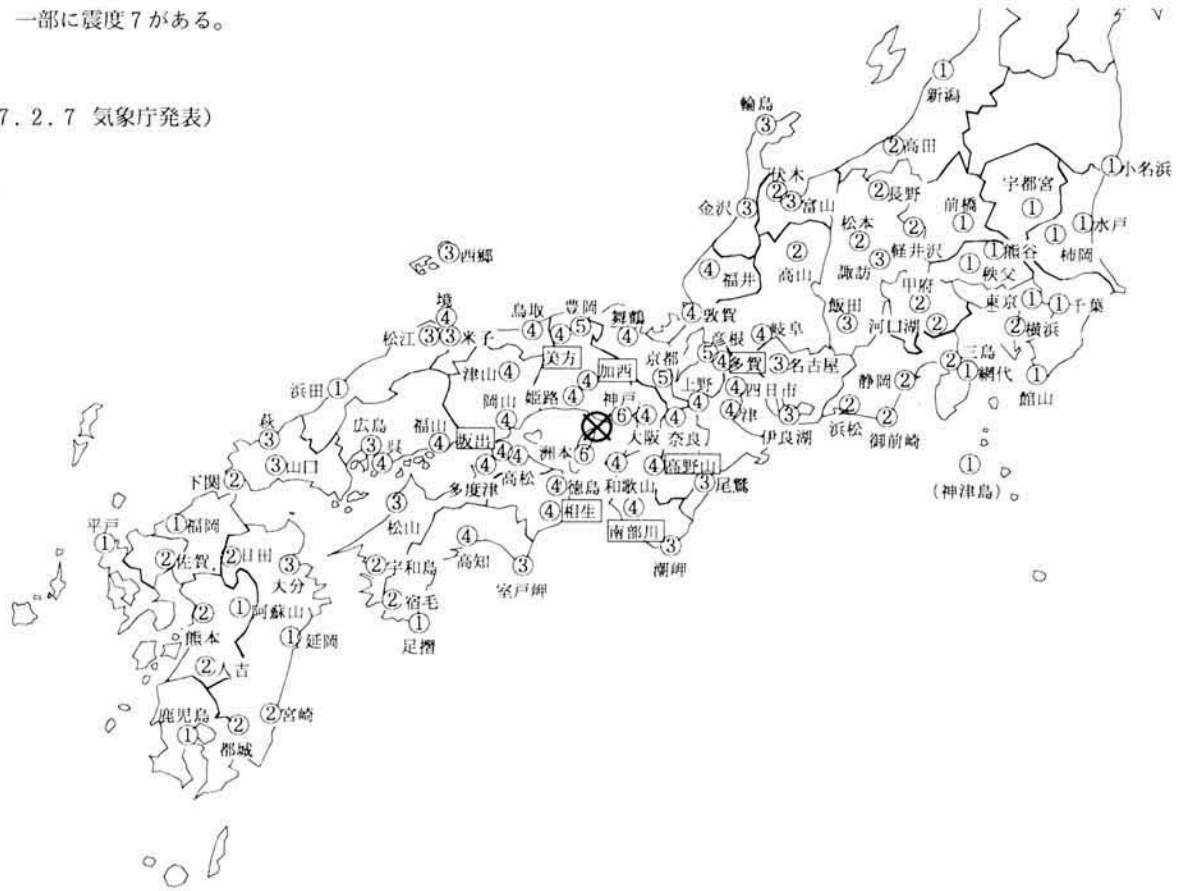 一部に震度7がある。
7.2.7 気象庁発表）
① 新潟
輪島 ③
② 高田
伏木 ② ③ 富山
金沢 ③
② 長野
松本 ②
② 軽井沢
③ 諏訪
前橋 ①
宇都宮 ①
① 小名浜
① 水戸
① 柿岡
① 熊谷
① 秩父
甲府 ②
河口湖 ②
東京 ①
① 千葉
② 横浜
③ 西郷
④ 福井
② 高山
飯田 ③
境 ④
松江 ③ ③ 米子
鳥取 ④
豊岡 ⑤
④ 美方
舞鶴 ④
④ 敦賀
彦根 ⑤
④ 多賀
④ 岐阜
③ 名古屋
京都 ⑤
④ 加西
津山 ④
姫路 ④
神戸 ⑥
④ 大阪
④ 奈良
上野 ④
④ 四日市
④ 津
③ 伊良湖
浜松 ②
静岡 ②
② 御前崎
② 三島
① 網代
① 館山
① (神津島)
浜田 ①
萩 ③
③ 山口
下関 ②
広島 ③
④ 呉
福山 ④
岡山 ④
坂出 ④
④ 高松
④ 多度津
洲本 ⑥
④ 徳島
④ 和歌山
④ 高野山
③ 尾鷲
④ 相生
④ 南部川
③ 潮岬
③ 松山
④ 高知
③ 室戸岬
② 宇和島
② 宿毛
① 足摺
平戸 ①
① 福岡
② 佐賀
② 日田
③ 大分
② 熊本
① 阿蘇山
① 延岡
② 人吉
② 宮崎
② 都城
鹿児島 ①